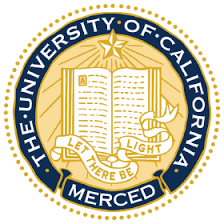 THE · UNIVERSITY · OF · CALIFORNIA ·
MERCED
LET THERE BE
LIGHT